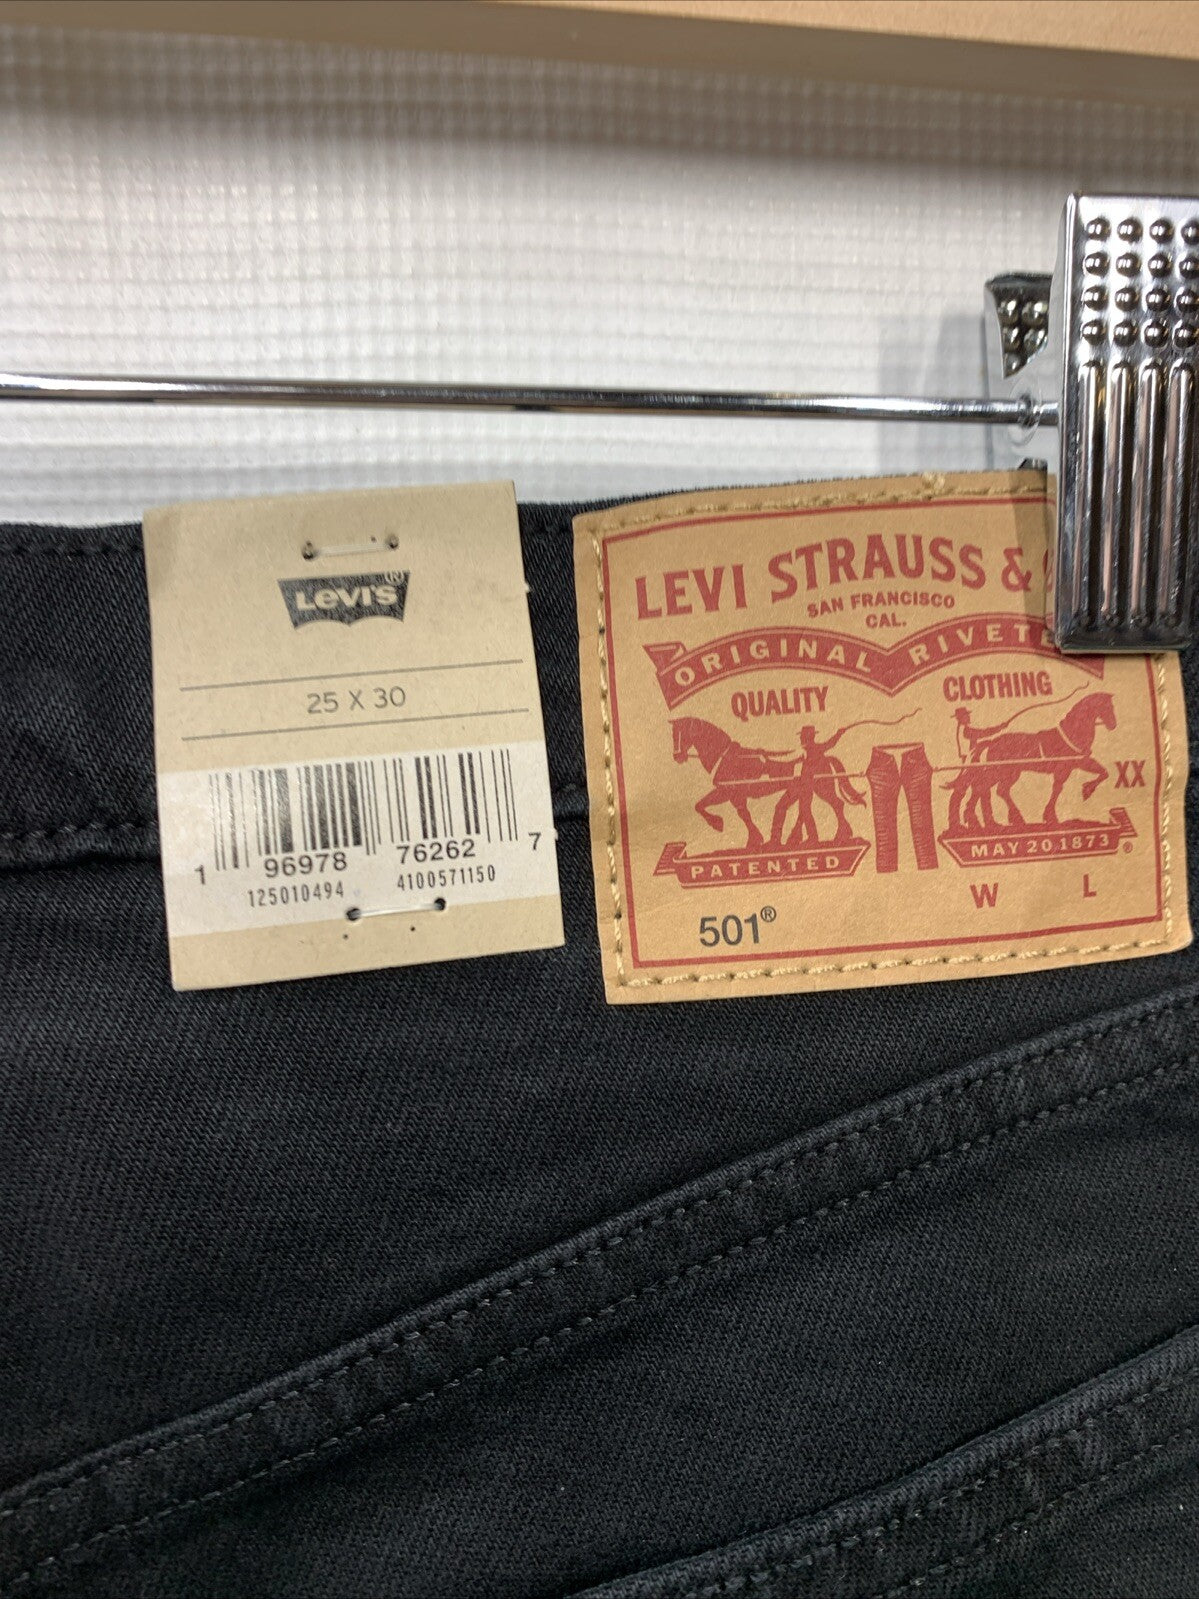 LEVI'S (R)
25 X 30
1 96978 76262 7
125010494 4100571150
LEVI STRAUSS &
SAN FRANCISCO
CAL.
ORIGINAL RIVETE
QUALITY CLOTHING
XX
PATENTED MAY 20 1873 ®
W L
501®